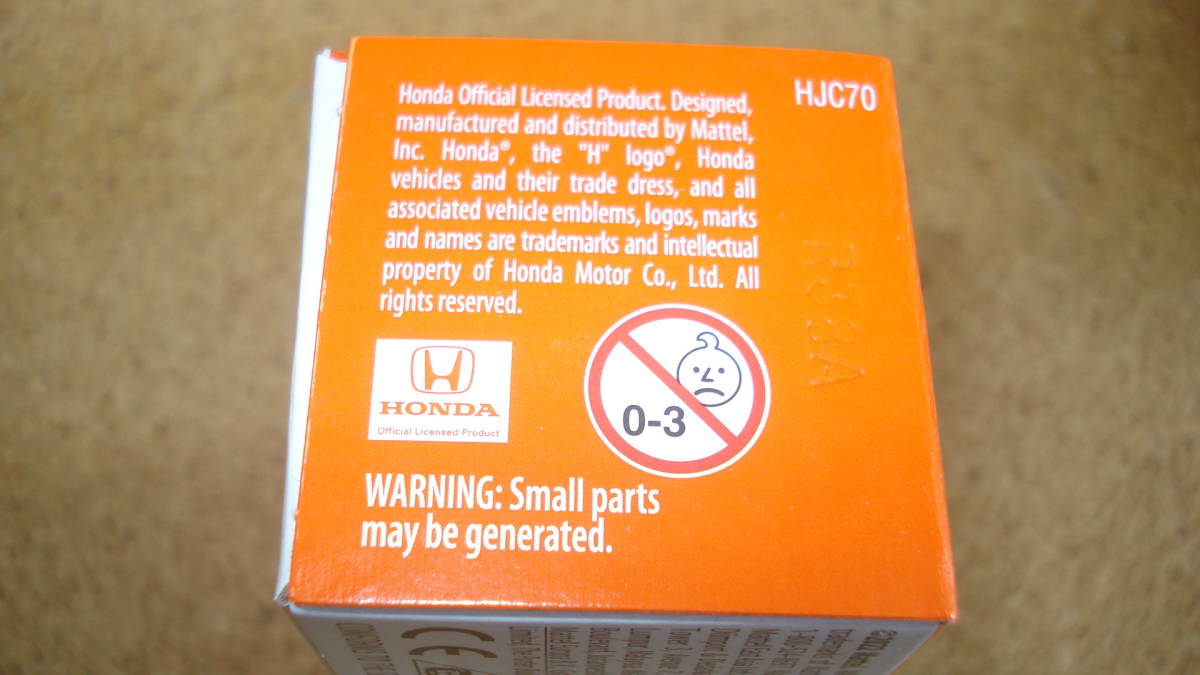 Honda Official Licensed Product. Designed,
manufactured and distributed by Mattel,
Inc. Honda®, the "H" logo®, Honda
vehicles and their trade dress, and all
associated vehicle emblems, logos, marks
and names are trademarks and intellectual
property of Honda Motor Co., Ltd. All
rights reserved.
HJC70
R38A
HONDA
Official Licensed Product
0-3
WARNING: Small parts
may be generated.
CE